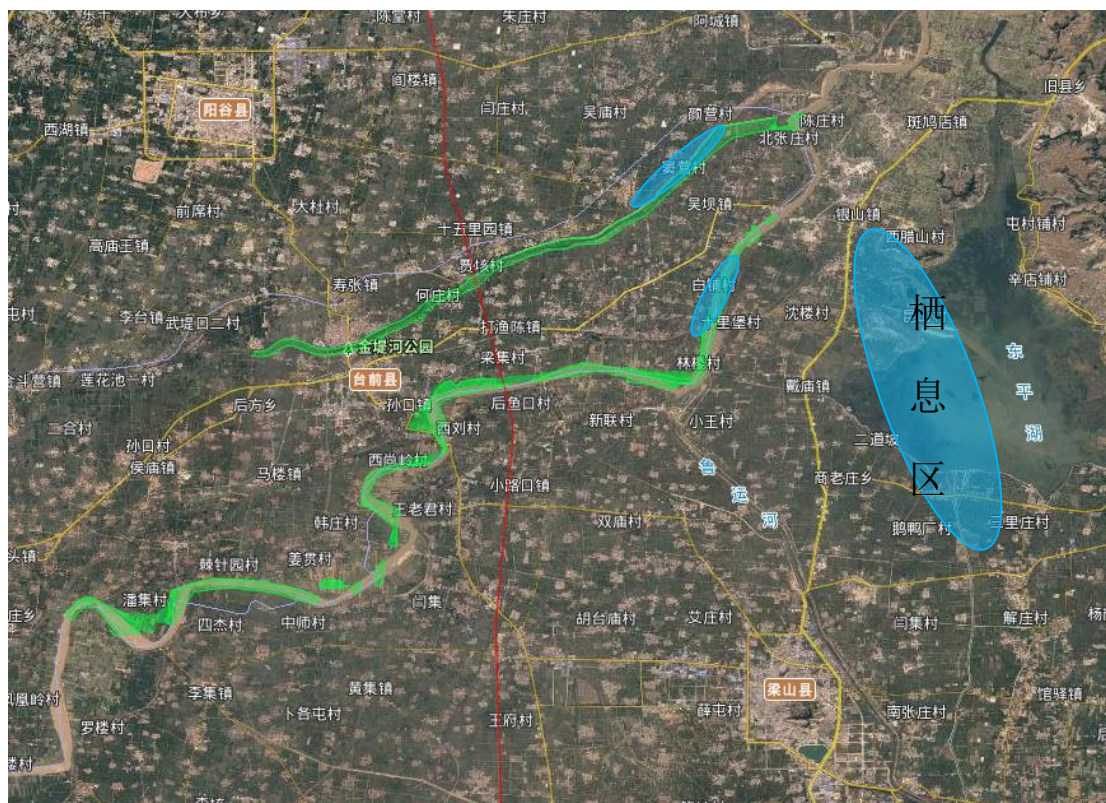 陈堂村
朱庄村
阿城镇
阎楼镇
旧县乡
阳谷县
闫庄村
吴庙村
颜营村
陈庄村
斑鸠店镇
西湖镇
北张庄村
前席村
大杜村
吴坝镇
银山镇
西腊山村
屯村铺村
十五里园镇
高庙王镇
贾垓村
寿张镇
何庄村
白铺村
辛店铺村
栖息区
屯村
李台镇
武堤口二村
打渔陈镇
十里堡村
沈楼村
东平湖
金堤河公园
梁集村
林楼村
金斗营镇
莲花池一村
台前县
戴庙镇
后方乡
孙口镇
后鱼口村
新联村
小王村
二合村
西刘村
二道坡
孙口村
侯庙镇
西尚岭村
马楼镇
小路口镇
鲁运河
商老庄乡
王老君村
韩庄村
双庙村
鹅鸭厂村
三里庄村
头镇
棘针园村
姜贯村
潘集村
闫集
庄乡
四杰村
中师村
胡台庙村
艾庄村
闫集村
解庄村
凤凰岭村
李集镇
黄集镇
梁山县
馆驿镇
罗楼村
卜各屯村
王府村
薛屯村
南张庄村
楼村